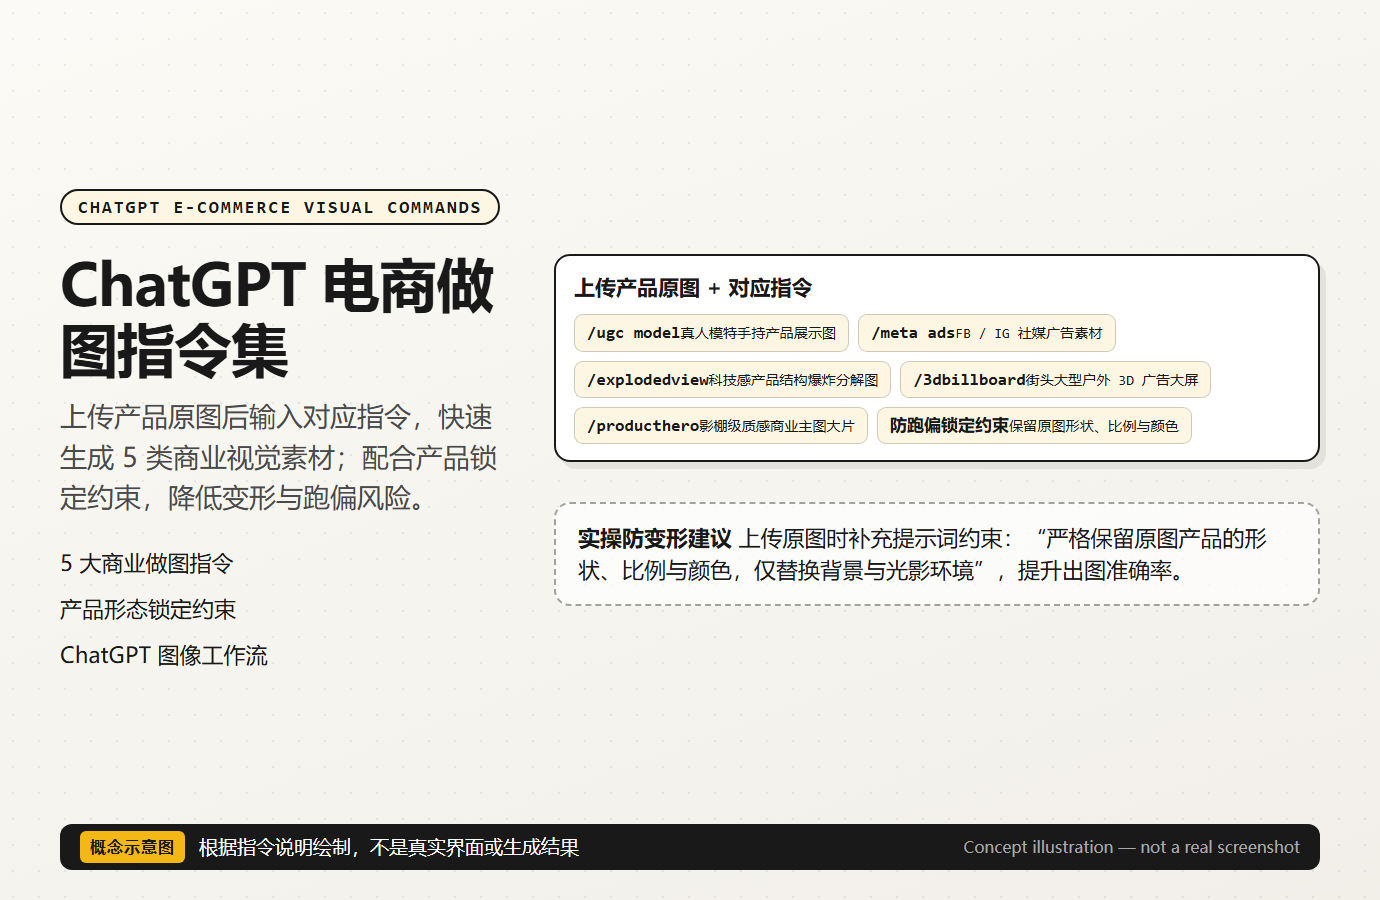 CHATGPT E-COMMERCE VISUAL COMMANDS
ChatGPT 电商做
图指令集
上传产品原图后输入对应指令，快速
生成 5 类商业视觉素材；配合产品锁
定约束，降低变形与跑偏风险。
5 大商业做图指令
产品形态锁定约束
ChatGPT 图像工作流
上传产品原图 + 对应指令
/ugc model真人模特手持产品展示图
/meta adsFB / IG 社媒广告素材
/explodedview科技感产品结构爆炸分解图
/3dbillboard街头大型户外 3D 广告大屏
/producthero影棚级质感商业主图大片
防跑偏锁定约束保留原图形状、比例与颜色
实操防变形建议 上传原图时补充提示词约束：“严格保留原图产品的形
状、比例与颜色，仅替换背景与光影环境”，提升出图准确率。
概念示意图 根据指令说明绘制，不是真实界面或生成结果
Concept illustration — not a real screenshot